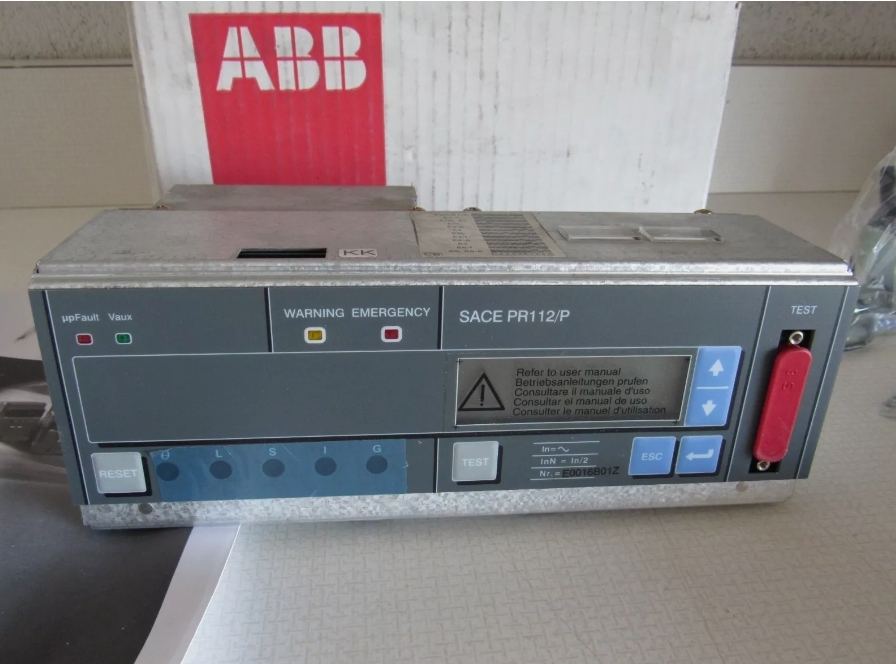 ABB
KK
µpFault Vaux
WARNING EMERGENCY
SACE PR112/P
TEST
Refer to user manual
Betriebsanleitungen prufen
Consultare il manuale d'uso
Consultar el manual de uso
Consulter le manuel d'utilisation
L S I G
RESET
TEST
In=
InN = In/2
Nr.= E0016B01Z
ESC